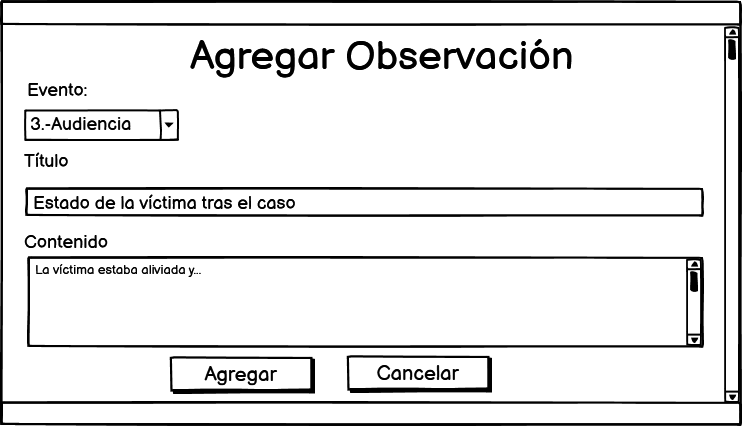 Agregar Observación
Evento:
3.-Audiencia
Título
Estado de la víctima tras el caso
Contenido
La víctima estaba aliviada y...
Agregar
Cancelar